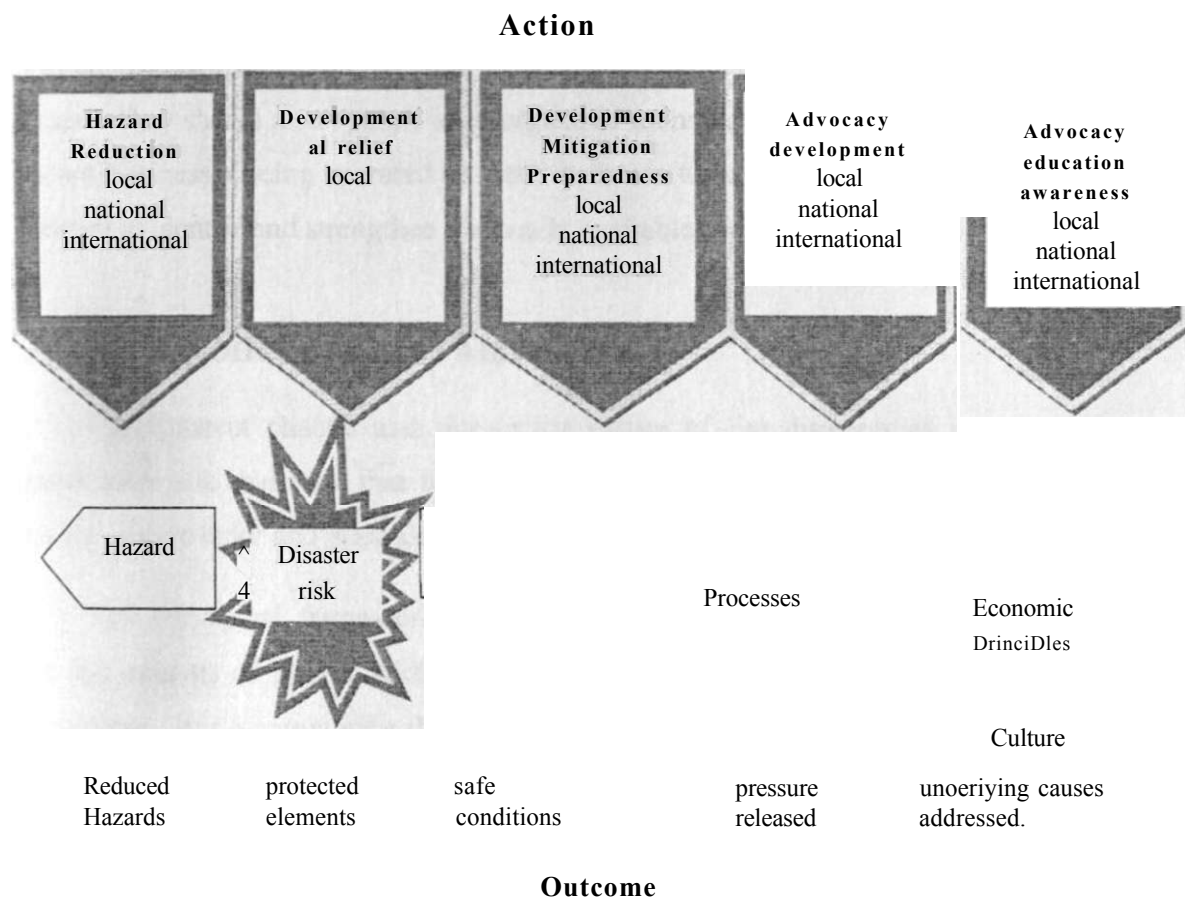 Action
Hazard
Reduction
local
national
international
Development
al relief
local
Development
Mitigation
Preparedness
local
national
international
Advocacy
development
local
national
international
Advocacy
education
awareness
local
national
international
Hazard
^
4
Disaster
risk
Processes
Economic
DrinciDles
Culture
Reduced
Hazards
protected
elements
safe
conditions
pressure
released
unoeriying causes
addressed.
Outcome